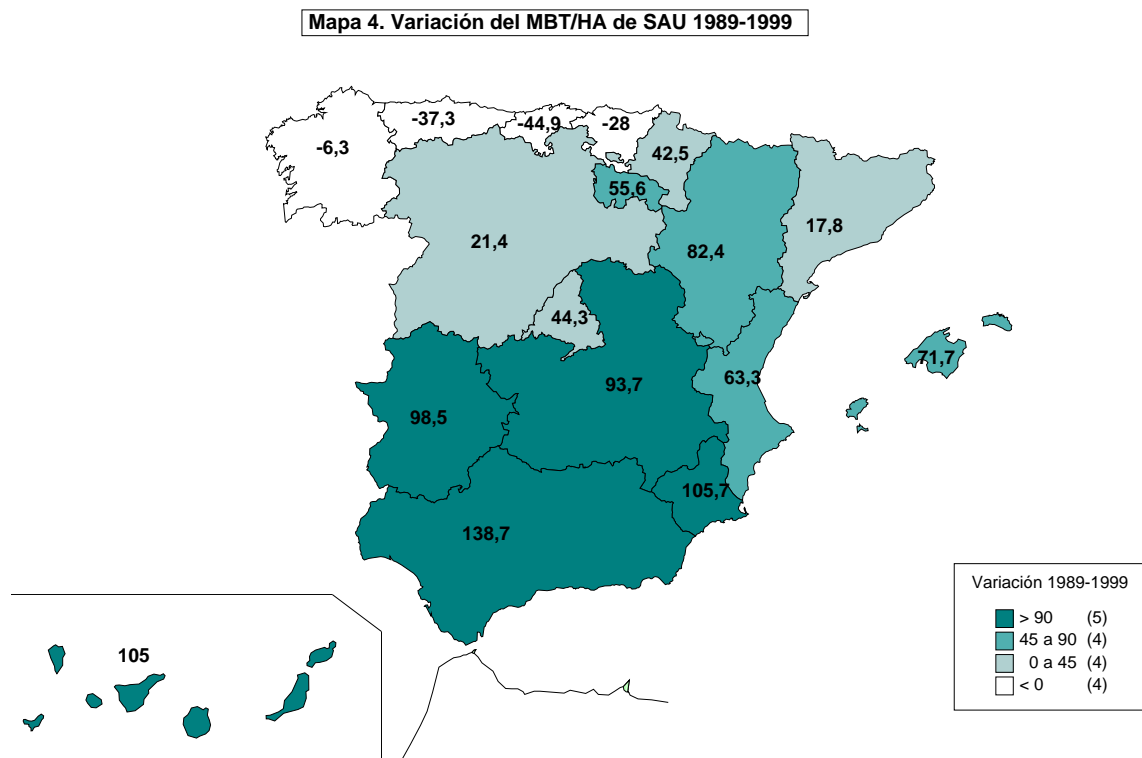 Mapa 4. Variación del MBT/HA de SAU 1989-1999
-37,3
-44,9
-28
-6,3
42,5
55,6
17,8
21,4
82,4
44,3
71,7
93,7
63,3
98,5
105,7
138,7
105
Variación 1989-1999
> 90 (5)
45 a 90 (4)
0 a 45 (4)
< 0 (4)